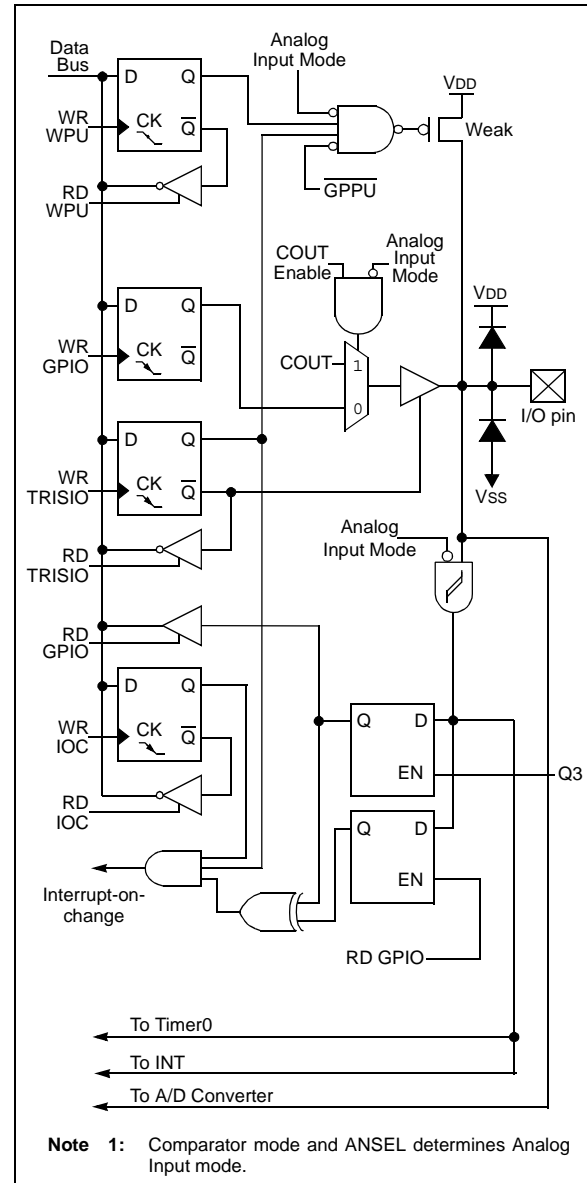 Data
Bus
D
Q
WR
WPU
CK
Q
RD
WPU
Analog
Input Mode
GPPU
VDD
Weak
COUT
Enable
Analog
Input
Mode
D
Q
WR
GPIO
CK
Q
COUT
1
0
VDD
I/O pin
VSS
D
Q
WR
TRISIO
CK
Q
RD
TRISIO
Analog
Input Mode
RD
GPIO
D
Q
WR
IOC
CK
Q
RD
IOC
Q
D
EN
Q3
Q
D
EN
Interrupt-on-
change
RD GPIO
To Timer0
To INT
To A/D Converter
Note 1: Comparator mode and ANSEL determines Analog
Input mode.